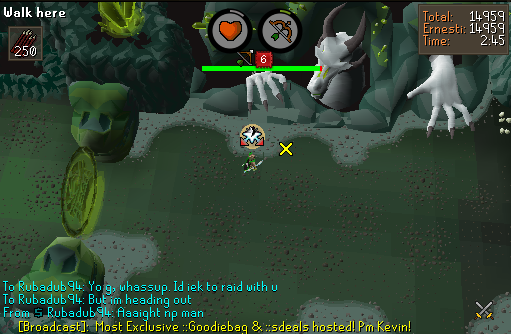 Walk here
250
6
Total: 14959
Ernesti: 14959
Time: 2:45
To Rubadub94: Yo g, whassup. Id iek to raid with u
To Rubadub94: But im heading out
From S Rubadub94: Aaaight np man
[Broadcast]: Most Exclusive ::Goodiebag & ::sdeals hosted! Pm Kevin!